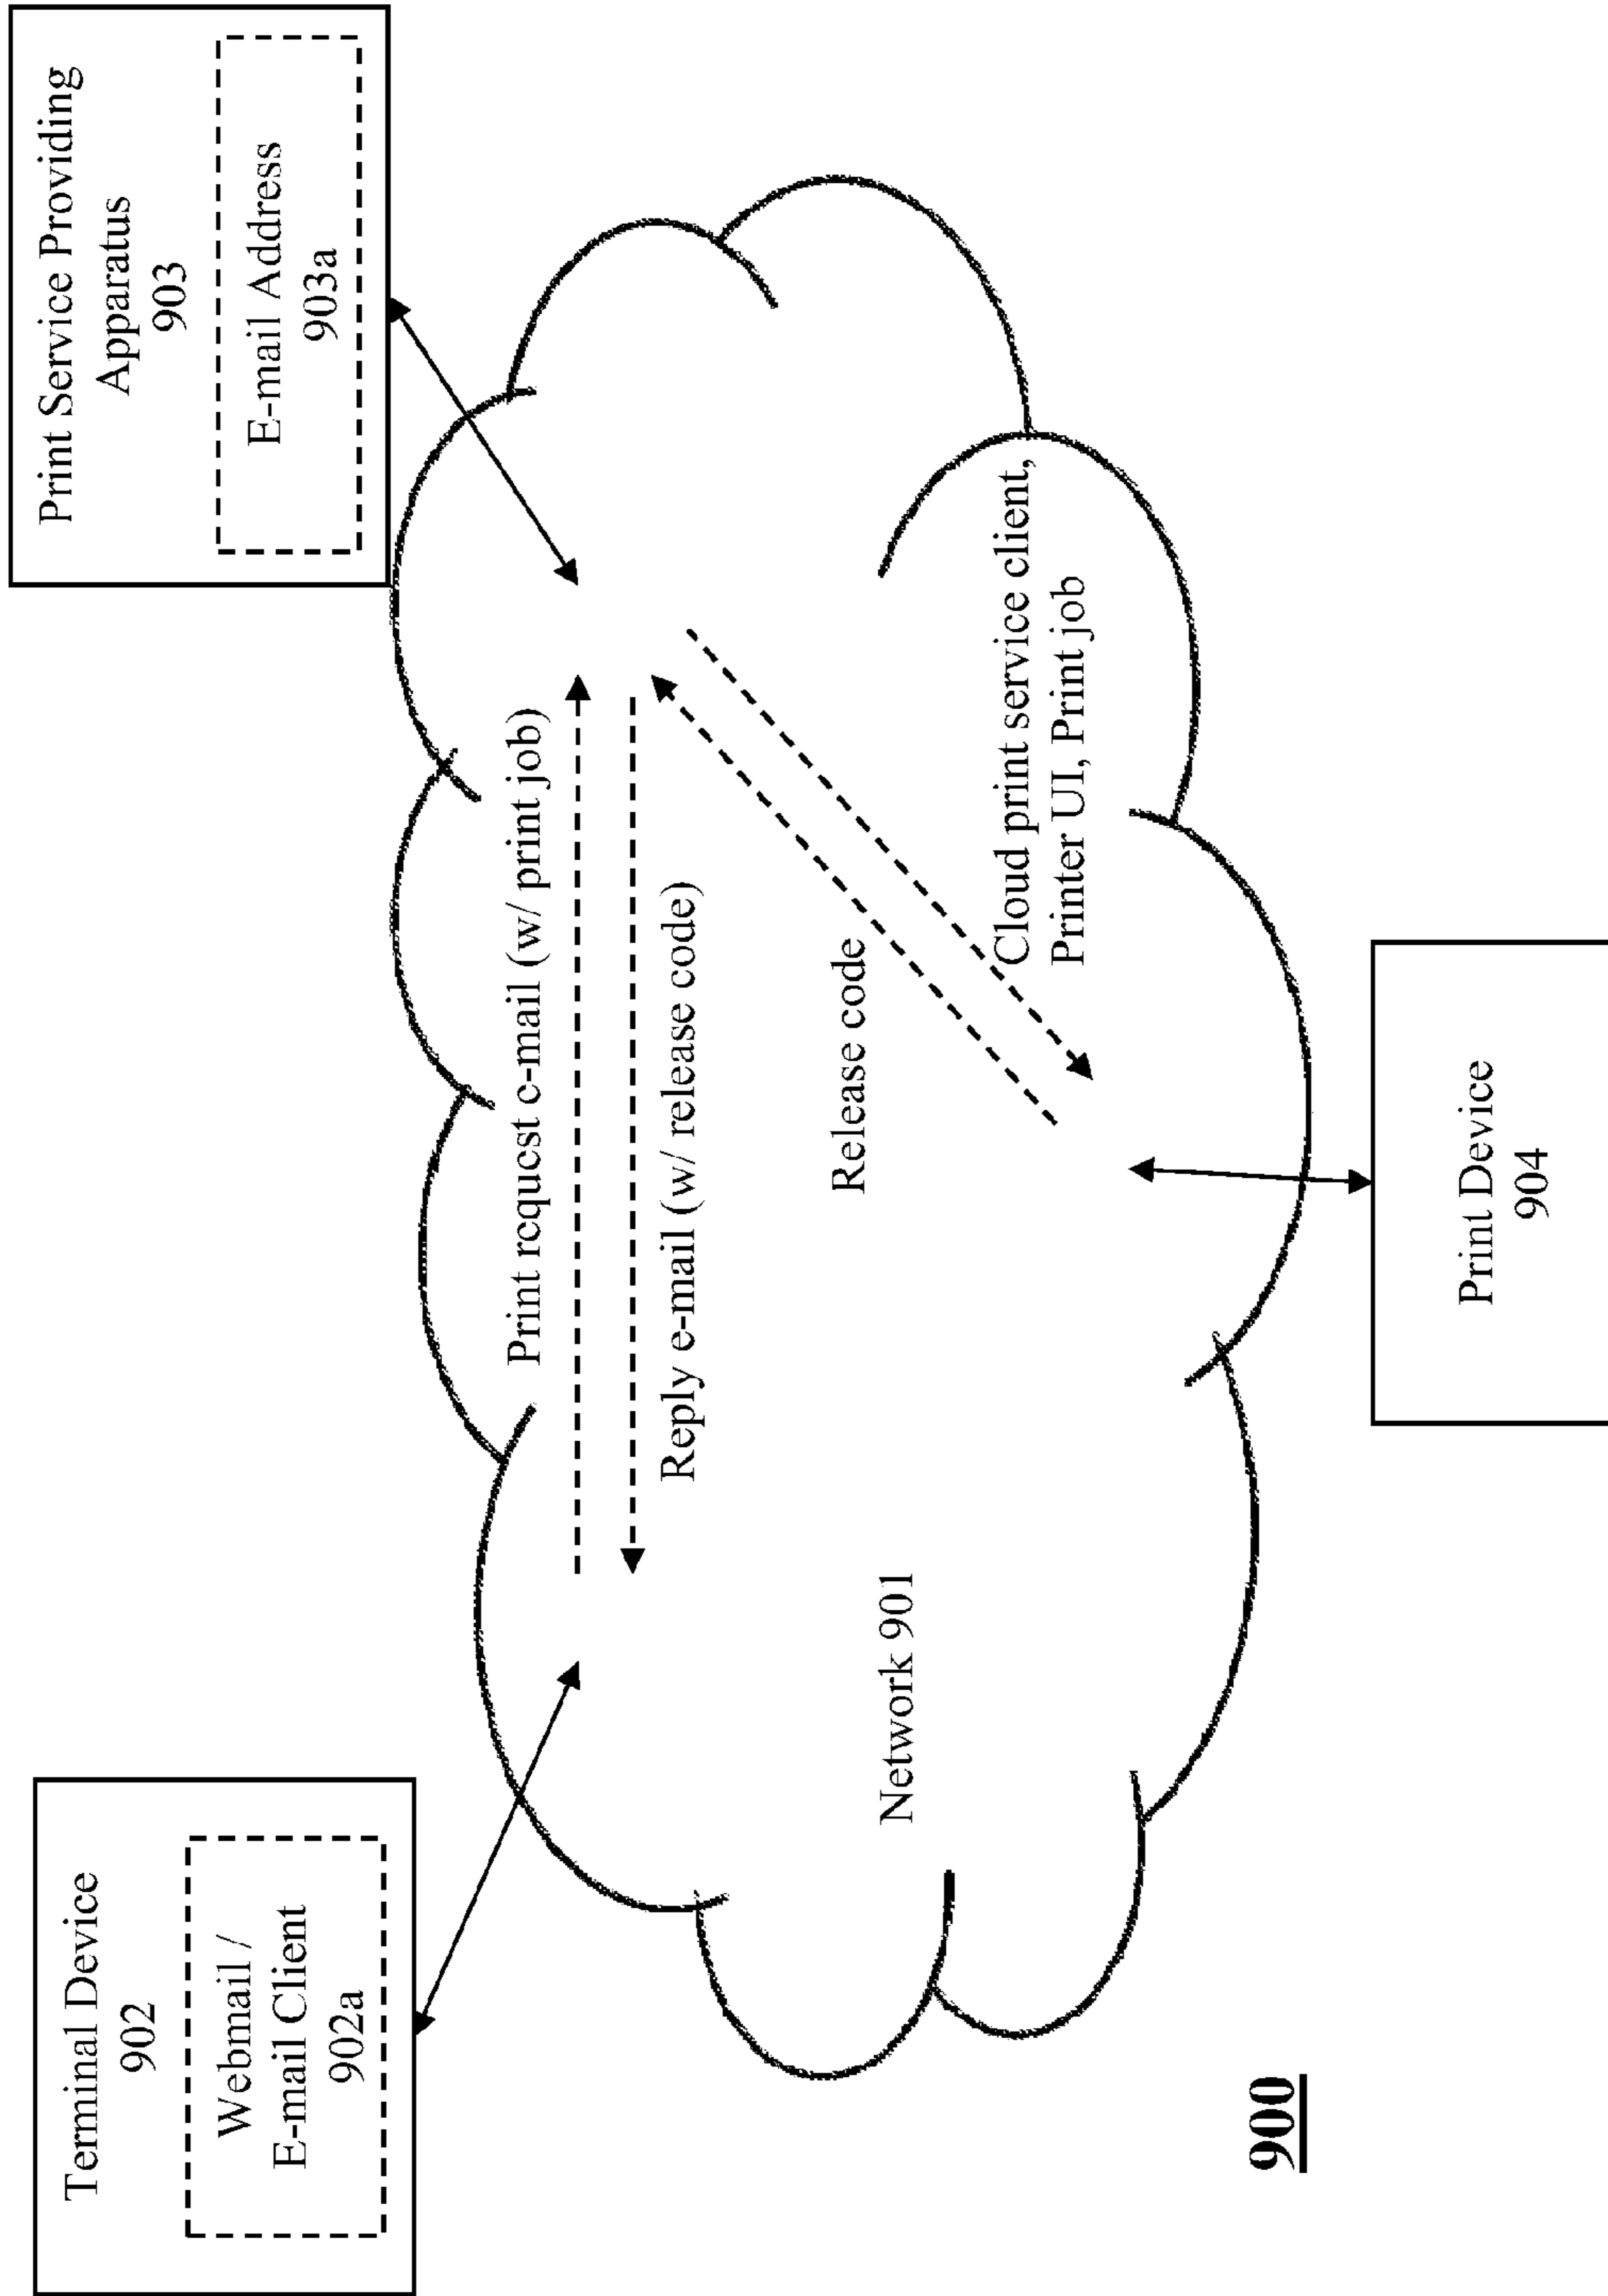 Terminal Device
902
Webmail /
E-mail Client
902a
Print Service Providing
Apparatus
903
E-mail Address
903a
Print request e-mail (w/ print job)
Reply e-mail (w/ release code)
Release code
Cloud print service client,
Printer UI, Print job
Network 901
Print Device
904
900